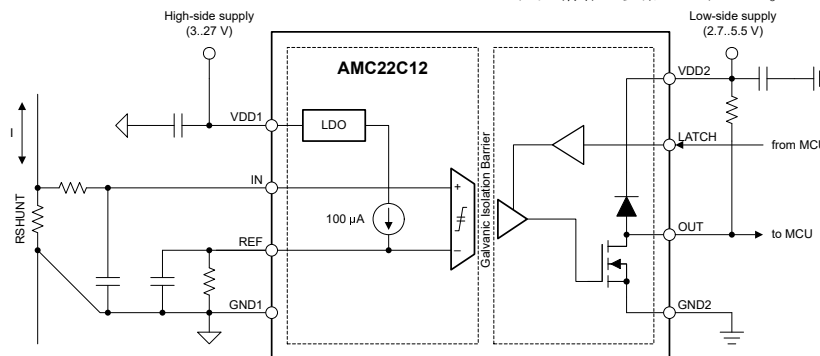 High-side supply
(3..27 V)
Low-side supply
(2.7..5.5 V)
AMC22C12
VDD1
LDO
VDD2
LATCH
from MCU
I
IN
+
100 µA
RSHUNT
REF
–
Galvanic Isolation Barrier
OUT
to MCU
GND1
GND2